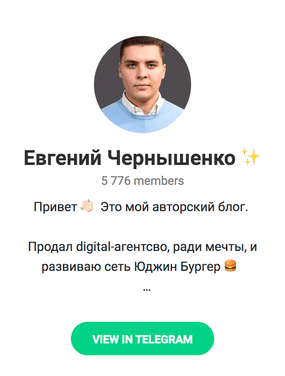 Евгений Чернышенко ✨
5 776 members
Привет 👋🏻 Это мой авторский блог.
Продал digital-агентсво, ради мечты, и
развиваю сеть Юджин Бургер 🍔
...
VIEW IN TELEGRAM